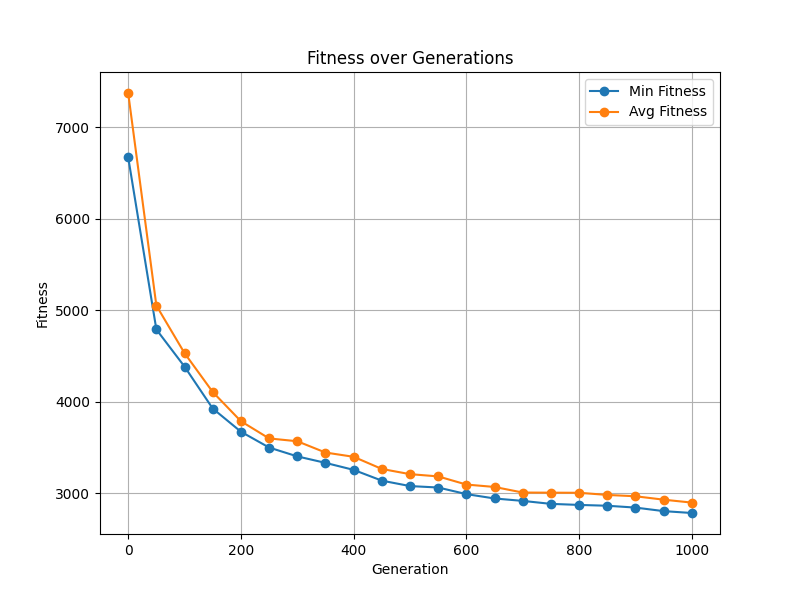 Fitness over Generations
Min Fitness
Avg Fitness
7000
6000
5000
4000
3000
Fitness
0 200 400 600 800 1000
Generation